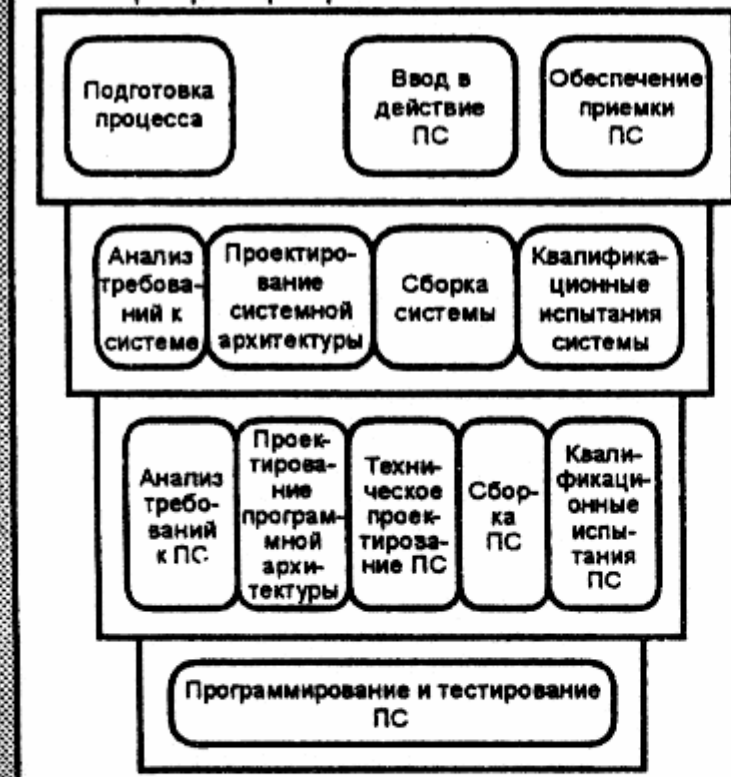 Подготовка
процесса
Ввод в
действие
ПС
Обеспечение
приемки
ПС
Анализ
требова-
ний к
системе
Проектиро-
вание
системной
архитектуры
Сборка
системы
Квалифика-
ционные
испытания
системы
Анализ
требо-
ваний
к ПС
Проек-
тирова-
ние
програм-
мной
архи-
тектуры
Техни-
ческое
проек-
тирова-
ние ПС
Сбор-
ка
ПС
Квали-
фикаци-
онные
испы-
тания
ПС
Программирование и тестирование
ПС